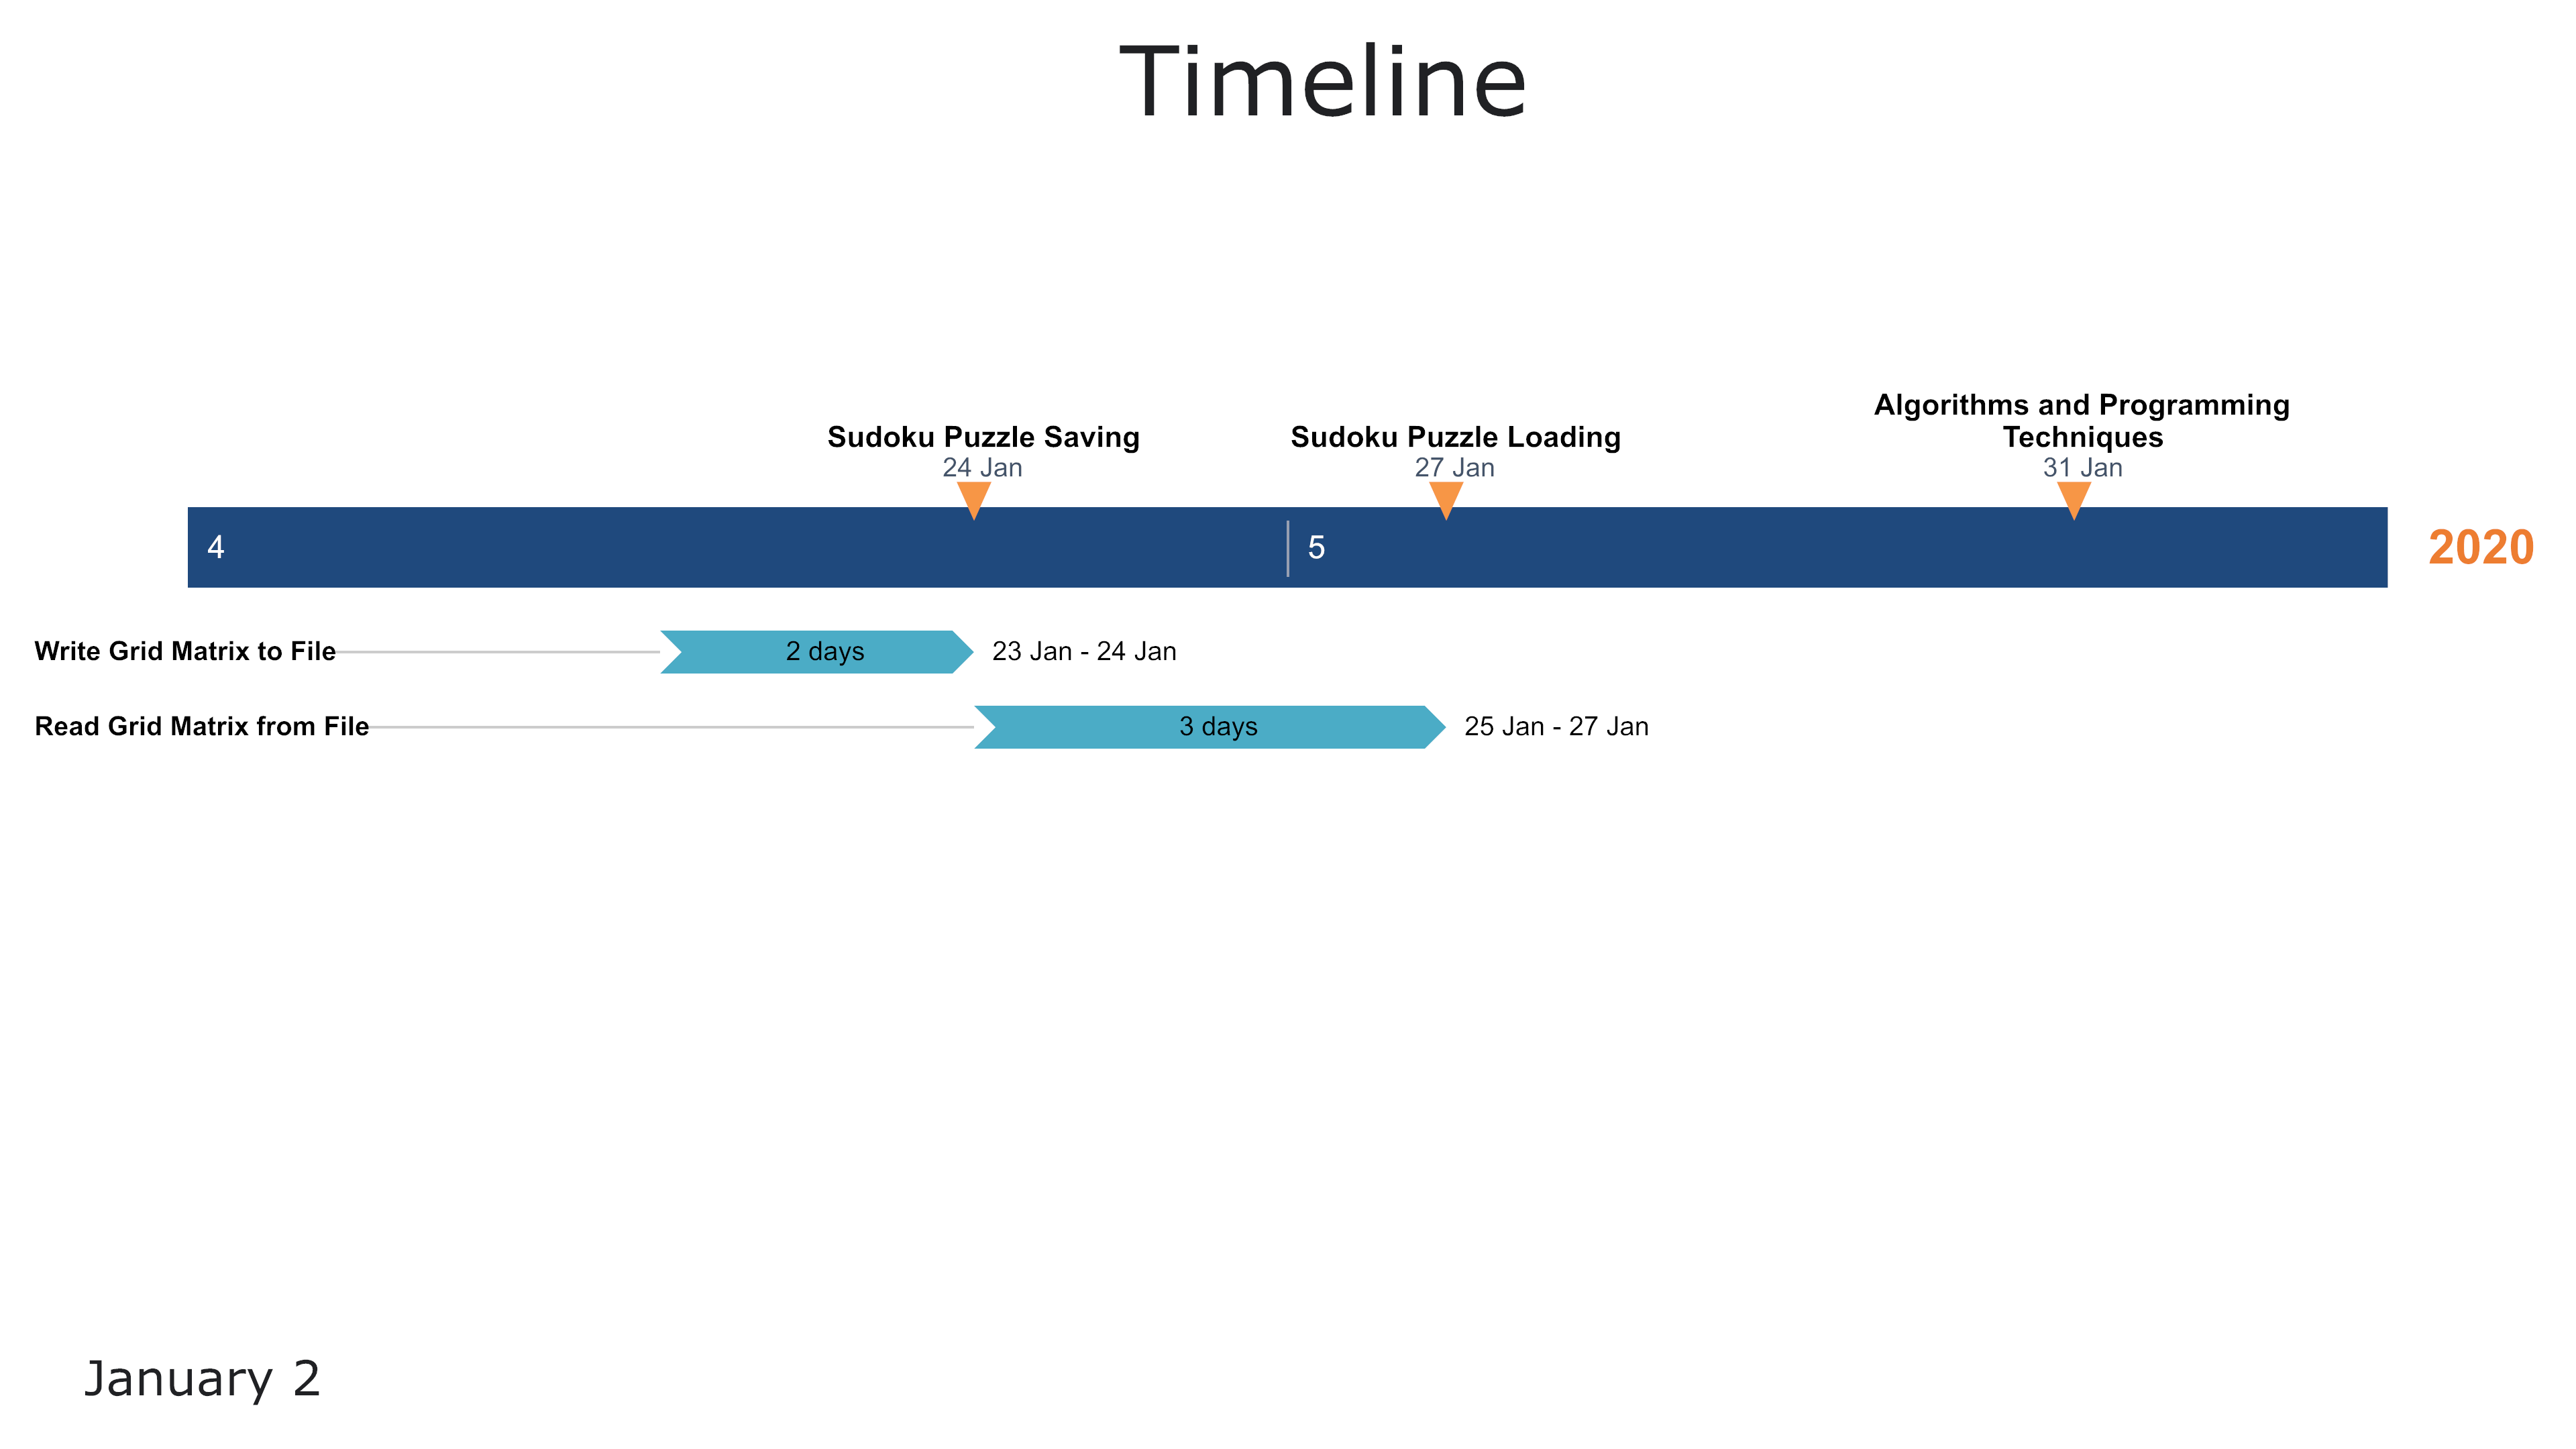 Timeline
Algorithms and Programming
Sudoku Puzzle Saving
Sudoku Puzzle Loading
Techniques
24 Jan
27 Jan
31 Jan
4
5
2020
Write Grid Matrix to File
2 days
23 Jan - 24 Jan
Read Grid Matrix from File
3 days
25 Jan - 27 Jan
January 2